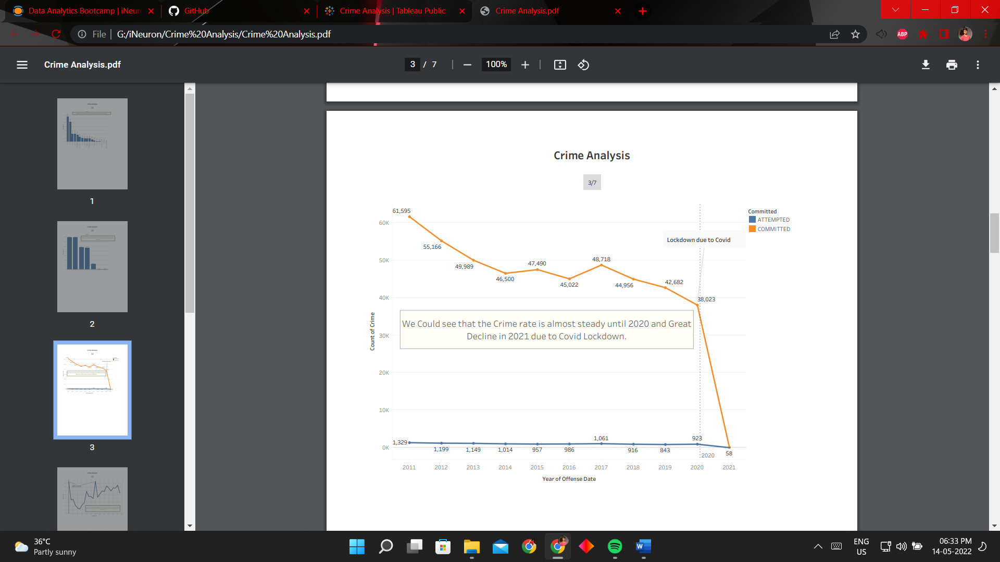 Data Analytics Bootcamp | iNeuro
GitHub
Crime Analysis | Tableau Public
Crime Analysis.pdf
File
G:/iNeuron/Crime%20Analysis/Crime%20Analysis.pdf
ABP
Crime Analysis.pdf
3 / 7
100%
1
2
3
Crime Analysis
3/7
Committed
ATTEMPTED
COMMITTED
Lockdown due to Covid
61,595
55,166
49,989
46,500
47,490
45,022
48,718
44,956
42,682
38,023
60K
50K
40K
30K
20K
10K
0K
Count of Crime
We Could see that the Crime rate is almost steady until 2020 and Great
Decline in 2021 due to Covid Lockdown.
1,329
1,199
1,149
1,014
957
986
1,061
916
843
923
58
2020
2011
2012
2013
2014
2015
2016
2017
2018
2019
2020
2021
Year of Offense Date
36°C
Partly sunny
W
ENG
US
06:33 PM
14-05-2022